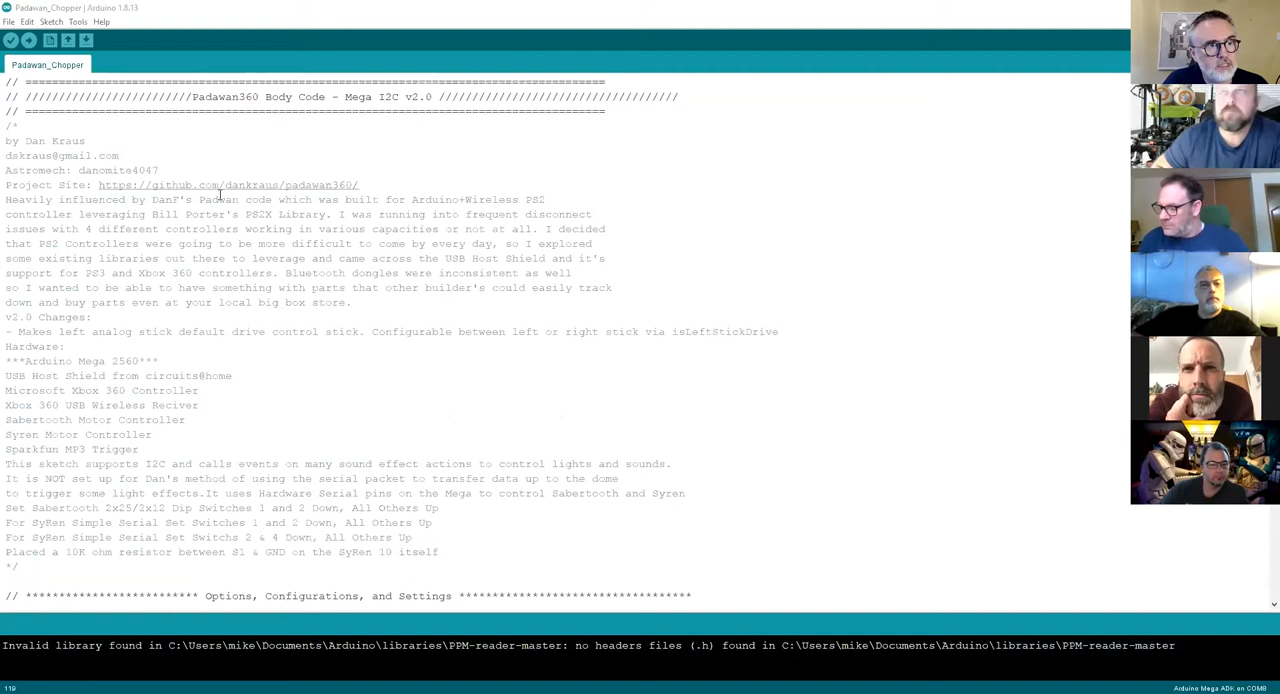 Padawan_Chopper | Arduino 1.8.13
File Edit Sketch Tools Help
Padawan_Chopper
// =======================================================================================
// /////////////////////////Padawan360 Body Code - Mega I2C v2.0 ////////////////////////////////////
// =======================================================================================
/*
by Dan Kraus
dskraus@gmail.com
Astromech: danomite4047
Project Site: https://github.com/dankraus/padawan360/
Heavily influenced by DanF's Padwan code which was built for Arduino+Wireless PS2
controller leveraging Bill Porter's PS2X Library. I was running into frequent disconnect
issues with 4 different controllers working in various capacities or not at all. I decided
that PS2 Controllers were going to be more difficult to come by every day, so I explored
some existing libraries out there to leverage and came across the USB Host Shield and it's
support for PS3 and Xbox 360 controllers. Bluetooth dongles were inconsistent as well
so I wanted to be able to have something with parts that other builder's could easily track
down and buy parts even at your local big box store.
v2.0 Changes:
- Makes left analog stick default drive control stick. Configurable between left or right stick via isLeftStickDrive
Hardware:
***Arduino Mega 2560***
USB Host Shield from circuits@home
Microsoft Xbox 360 Controller
Xbox 360 USB Wireless Reciver
Sabertooth Motor Controller
Syren Motor Controller
Sparkfun MP3 Trigger
This sketch supports I2C and calls events on many sound effect actions to control lights and sounds.
It is NOT set up for Dan's method of using the serial packet to transfer data up to the dome
to trigger some light effects.It uses Hardware Serial pins on the Mega to control Sabertooth and Syren
Set Sabertooth 2x25/2x12 Dip Switches 1 and 2 Down, All Others Up
For SyRen Simple Serial Set Switches 1 and 2 Down, All Others Up
For SyRen Simple Serial Set Switchs 2 & 4 Down, All Others Up
Placed a 10K ohm resistor between S1 & GND on the SyRen 10 itself
*/
// ************************** Options, Configurations, and Settings ***********************************
Invalid library found in C:\Users\mike\Documents\Arduino\libraries\PPM-reader-master: no headers files (.h) found in C:\Users\mike\Documents\Arduino\libraries\PPM-reader-master
119
Arduino Mega ADK on COM8